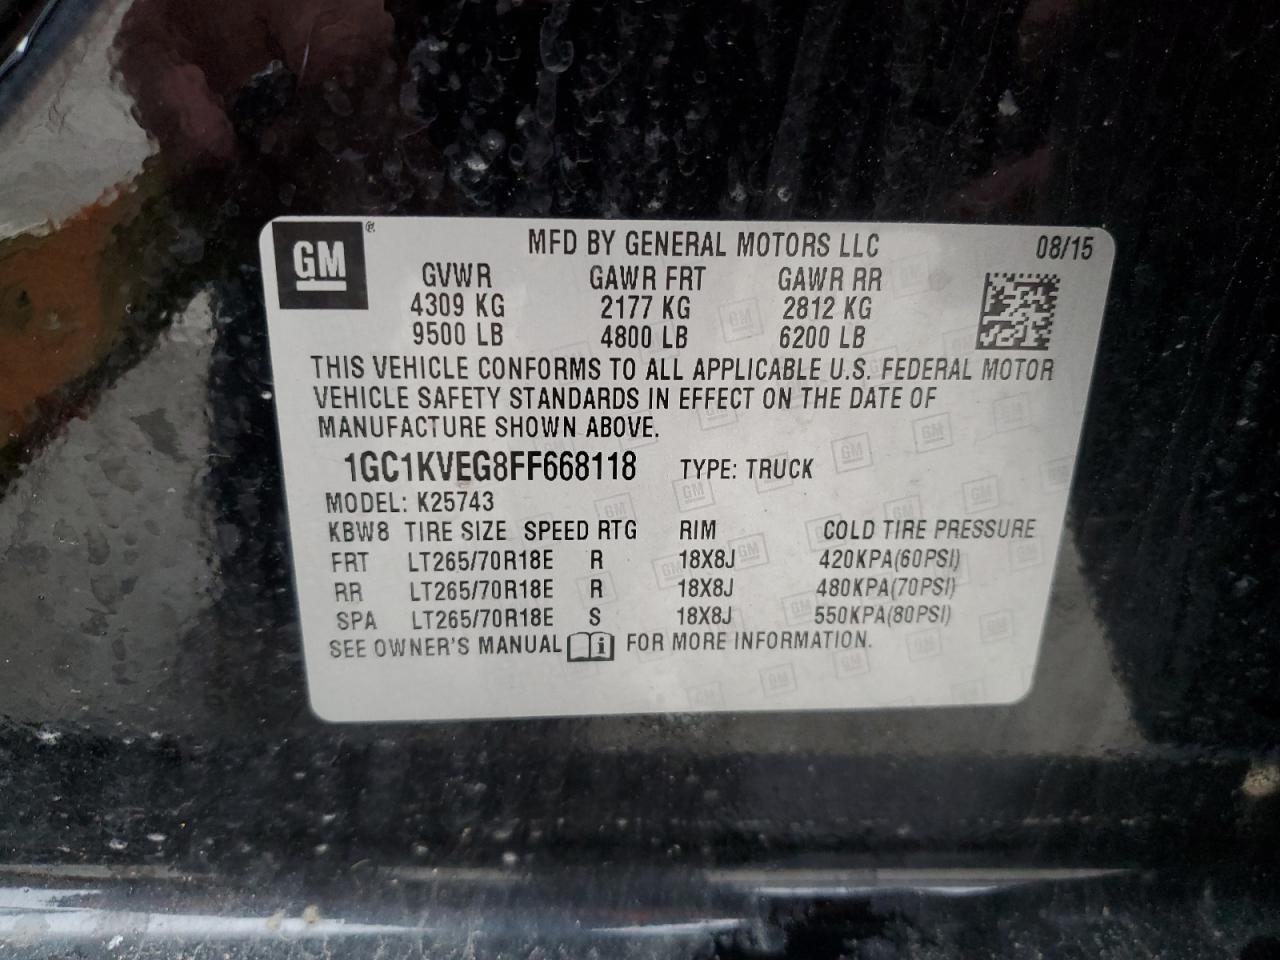 GM®
MFD BY GENERAL MOTORS LLC 08/15
GVWR GAWR FRT GAWR RR
4309 KG 2177 KG 2812 KG
9500 LB 4800 LB 6200 LB
THIS VEHICLE CONFORMS TO ALL APPLICABLE U.S. FEDERAL MOTOR
VEHICLE SAFETY STANDARDS IN EFFECT ON THE DATE OF
MANUFACTURE SHOWN ABOVE.
1GC1KVEG8FF668118 TYPE: TRUCK
MODEL: K25743
KBW8 TIRE SIZE SPEED RTG RIM COLD TIRE PRESSURE
FRT LT265/70R18E R 18X8J 420KPA(60PSI)
RR LT265/70R18E R 18X8J 480KPA(70PSI)
SPA LT265/70R18E S 18X8J 550KPA(80PSI)
SEE OWNER'S MANUAL i FOR MORE INFORMATION.